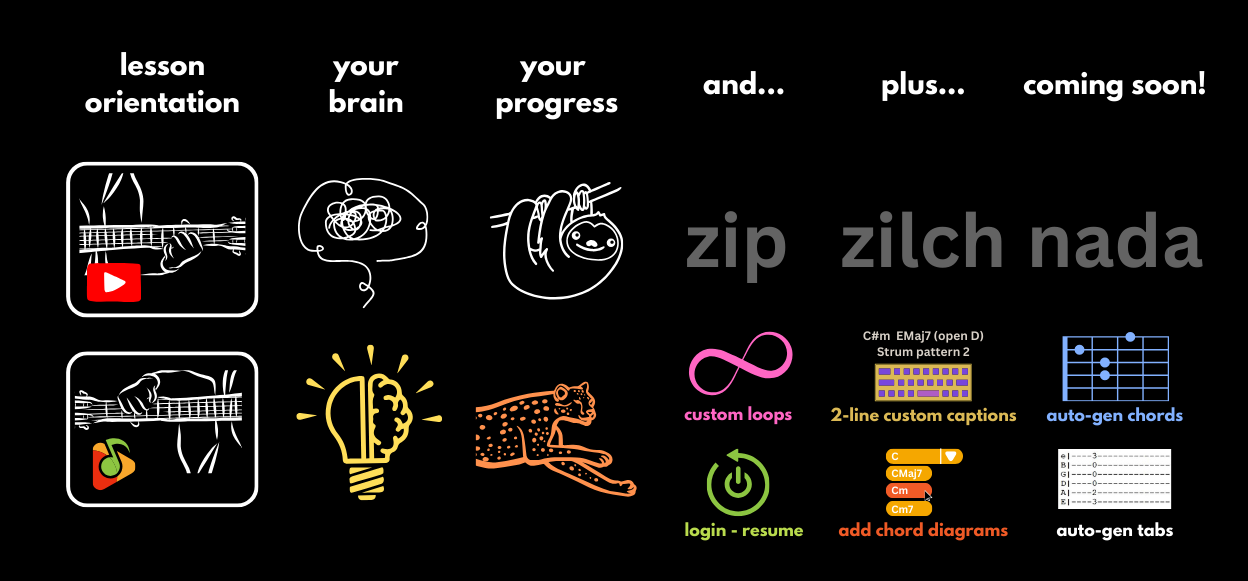 lesson
orientation
your
brain
your
progress
and...
plus...
coming soon!
zip
zilch
nada
custom loops
C#m EMaj7 (open D)
Strum pattern 2
2-line custom captions
auto-gen chords
login - resume
C
CMaj7
Cm
Cm7
add chord diagrams
e|----3--------------
B|----0--------------
G|----0--------------
D|----0--------------
A|----2--------------
E|----3--------------
auto-gen tabs